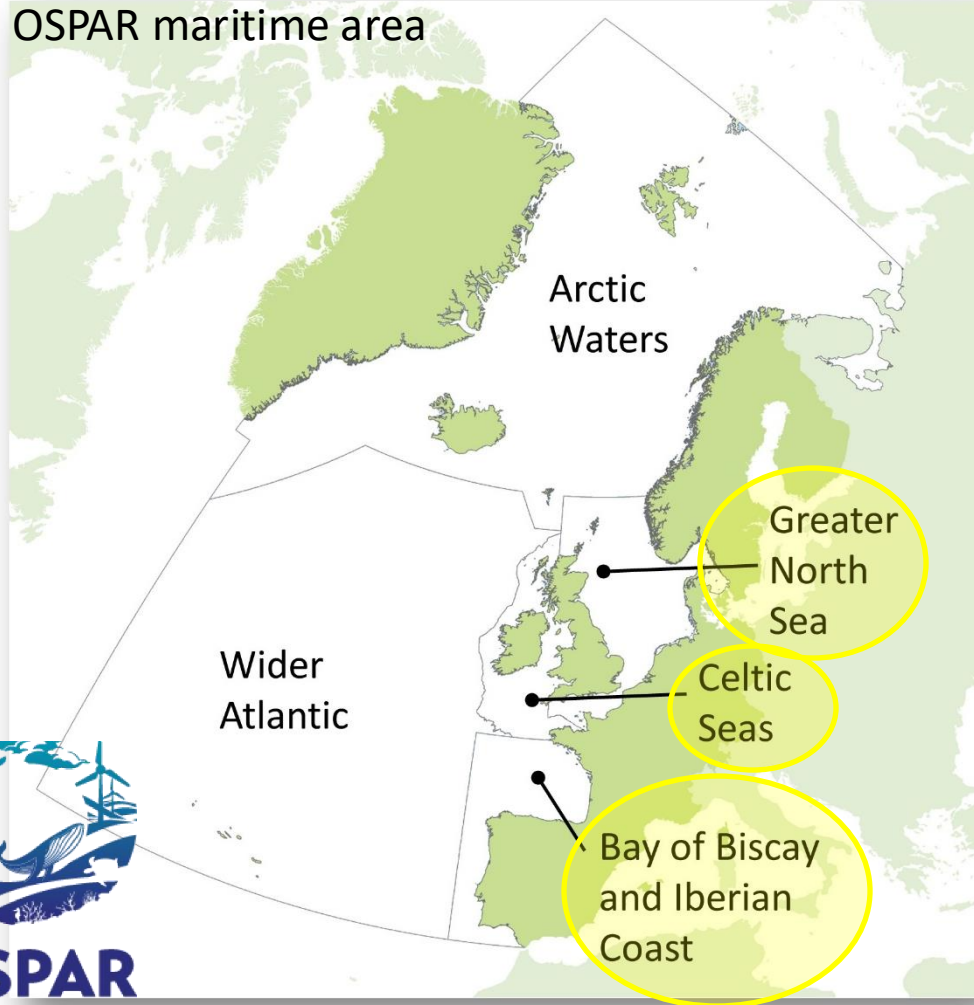 OSPAR maritime area
Arctic
Waters
Greater
North
Sea
Celtic
Seas
Wider
Atlantic
Bay of Biscay
and Iberian
Coast
SPAR